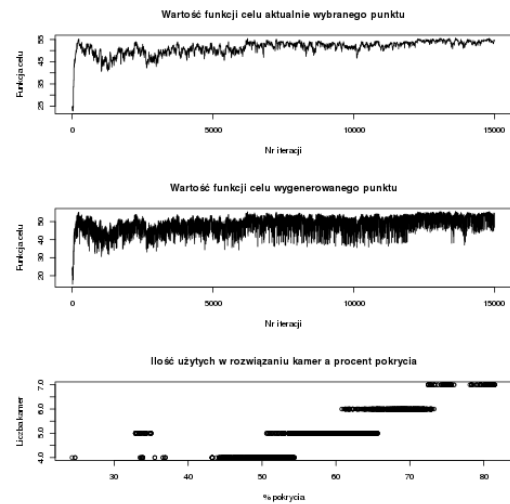 Wartość funkcji celu aktualnie wybranego punktu
Funkcja celu
25 35 45 55
0 5000 10000 15000
Nr iteracji
Wartość funkcji celu wygenerowanego punktu
Funkcja celu
20 30 40 50
0 5000 10000 15000
Nr iteracji
Ilość użytych w rozwiązaniu kamer a procent pokrycia
Liczba kamer
4.0 5.0 6.0 7.0
30 40 50 60 70 80
% pokrycia